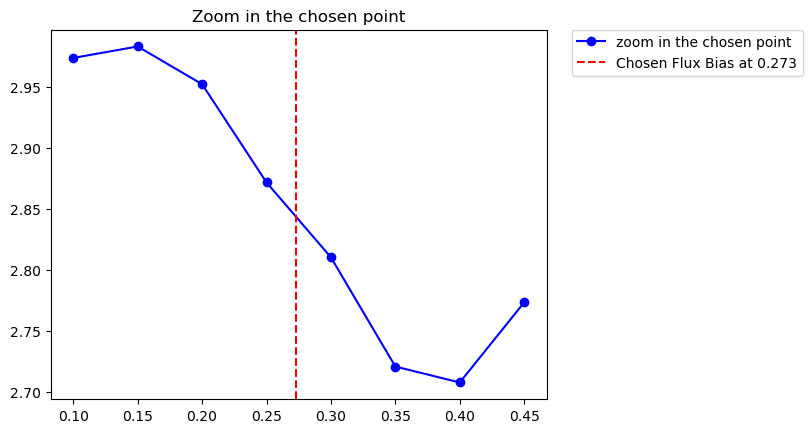 Zoom in the chosen point
zoom in the chosen point
Chosen Flux Bias at 0.273
2.95
2.90
2.85
2.80
2.75
2.70
0.10 0.15 0.20 0.25 0.30 0.35 0.40 0.45